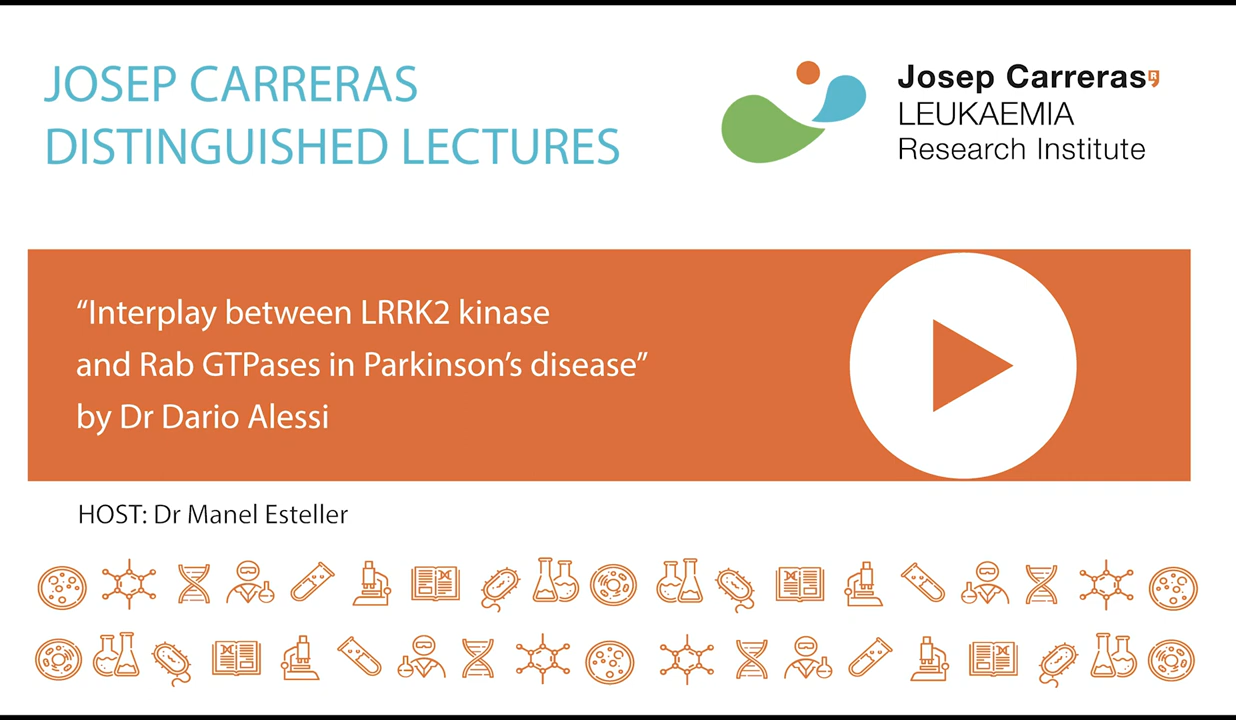 JOSEP CARRERAS
DISTINGUISHED LECTURES
Josep Carreras
LEUKAEMIA
Research Institute
“Interplay between LRRK2 kinase
and Rab GTPases in Parkinson’s disease”
by Dr Dario Alessi
HOST: Dr Manel Esteller